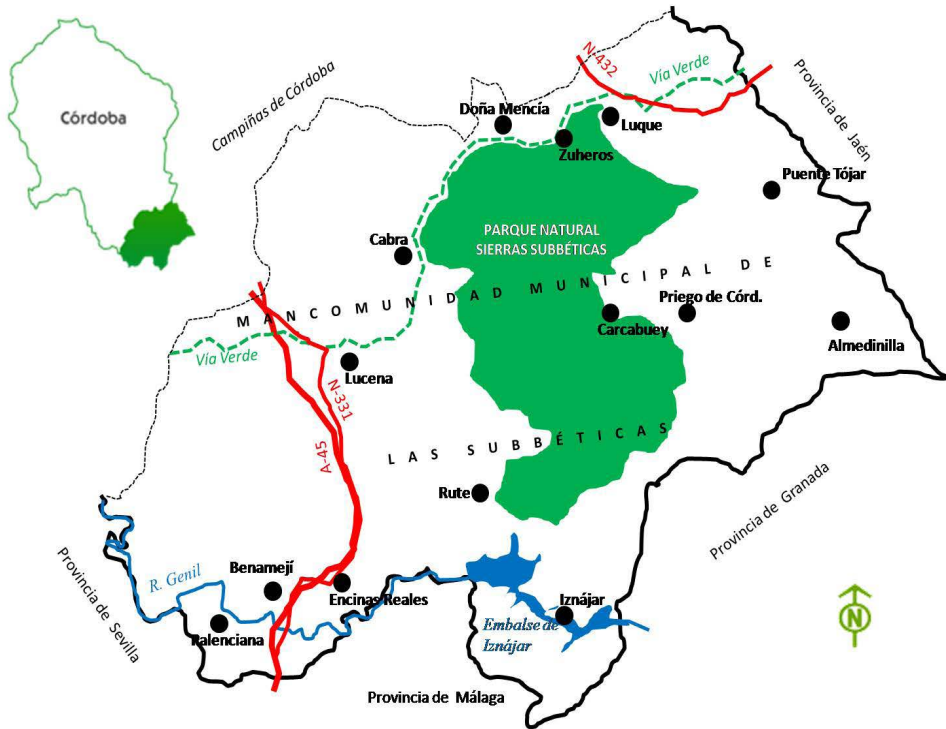 Córdoba
Campiñas de Córdoba
N-432
Vía Verde
Provincia de Jaén
Doña Mencía
Luque
Zuheros
Puente Tójar
PARQUE NATURAL
SIERRAS SUBBÉTICAS
Cabra
MANCOMUNIDAD MUNICIPAL DE
Priego de Córd.
Carcabuey
Almedinilla
Vía Verde
Lucena
N-331
A-45
LAS SUBBÉTICAS
Rute
Provincia de Granada
Provincia de Sevilla
R. Genil
Benamejí
Encinas Reales
Palenciana
Iznájar
Embalse de
Iznájar
N
Provincia de Málaga